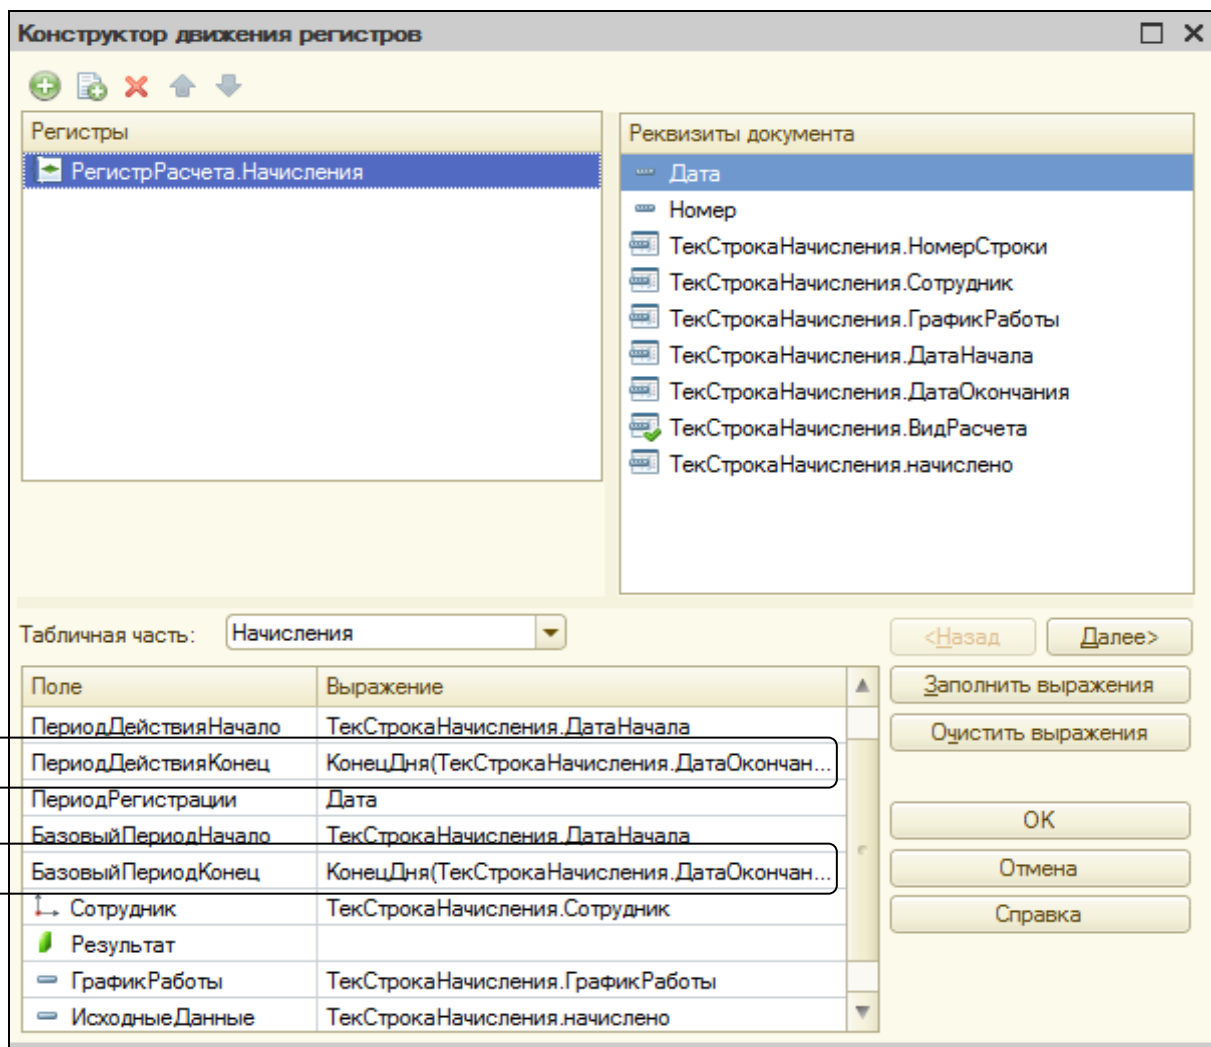 Конструктор движения регистров
Регистры
РегистрРасчета.Начисления
Реквизиты документа
Дата
Номер
ТекСтрокаНачисления.НомерСтроки
ТекСтрокаНачисления.Сотрудник
ТекСтрокаНачисления.ГрафикРаботы
ТекСтрокаНачисления.ДатаНачала
ТекСтрокаНачисления.ДатаОкончания
ТекСтрокаНачисления.ВидРасчета
ТекСтрокаНачисления.начислено
Табличная часть: Начисления
<Назад Далее>
Поле Выражение
ПериодДействияНачало ТекСтрокаНачисления.ДатаНачала
ПериодДействияКонец КонецДня(ТекСтрокаНачисления.ДатаОкончан...
ПериодРегистрации Дата
БазовыйПериодНачало ТекСтрокаНачисления.ДатаНачала
БазовыйПериодКонец КонецДня(ТекСтрокаНачисления.ДатаОкончан...
Сотрудник ТекСтрокаНачисления.Сотрудник
Результат
ГрафикРаботы ТекСтрокаНачисления.ГрафикРаботы
ИсходныеДанные ТекСтрокаНачисления.начислено
Заполнить выражения
Очистить выражения
ОК
Отмена
Справка